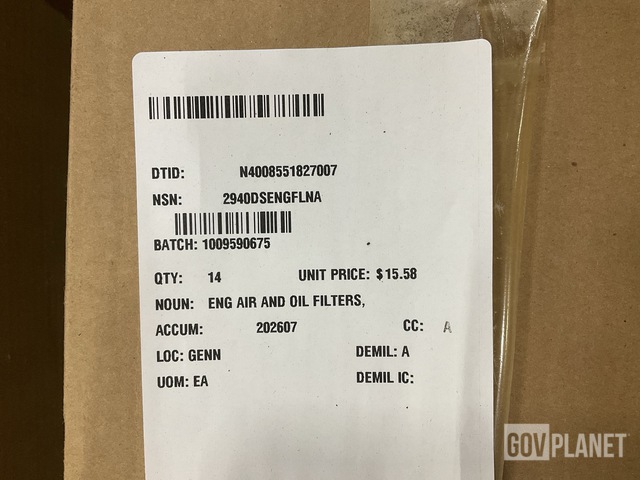 DTID: N4008551827007
NSN: 2940DSENGFLNA
BATCH: 1009590675
QTY: 14 UNIT PRICE: $15.58
NOUN: ENG AIR AND OIL FILTERS,
ACCUM: 202607 CC: A
LOC: GENN DEMIL: A
UOM: EA DEMIL IC:
GOVPLANET